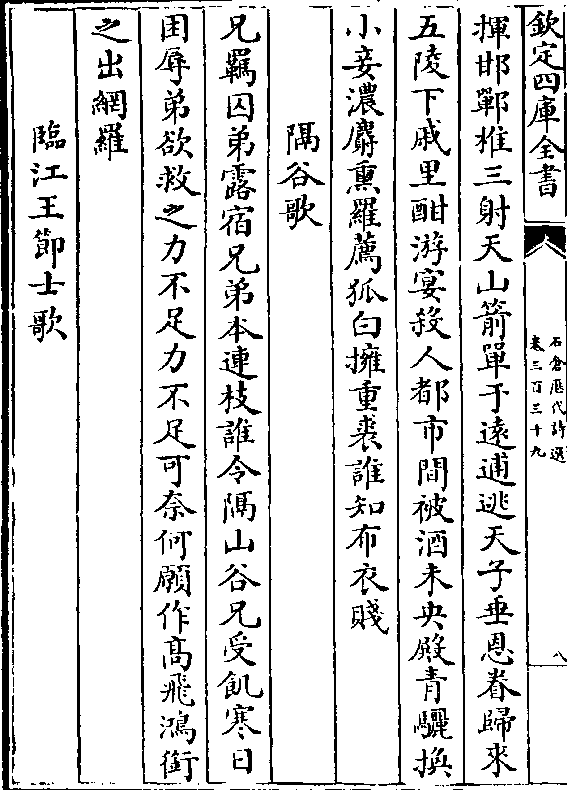 欽定四庫全書
石倉歷代詩選
卷三百三十九
八
揮邯鄲椎三射天山箭單于遠逋逃天子垂恩眷歸來
五陵下戚里酣游宴殺人都市間被酒未央殿青驪換
小妾濃麝熏羅薦狐白擁重裘誰知布衣賤
隔谷歌
兄羈囚弟露宿兄弟本連枝誰令隔山谷兄受飢寒日
困辱弟欲救之力不足力不足可奈何願作髙飛鴻銜
之出網羅
臨江王節士歌